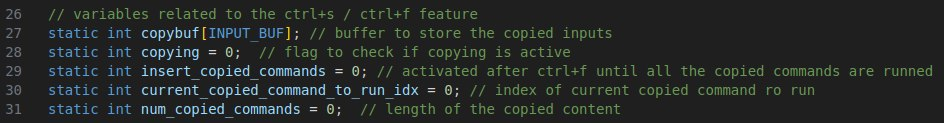 26 // variables related to the ctrl+s / ctrl+f feature
27 static int copybuf[INPUT_BUF]; // buffer to store the copied inputs
28 static int copying = 0;  // flag to check if copying is active
29 static int insert_copied_commands = 0; // activated after ctrl+f until all the copied commands are runned
30 static int current_copied_command_to_run_idx = 0; // index of current copied command ro run
31 static int num_copied_commands = 0;  // length of the copied content